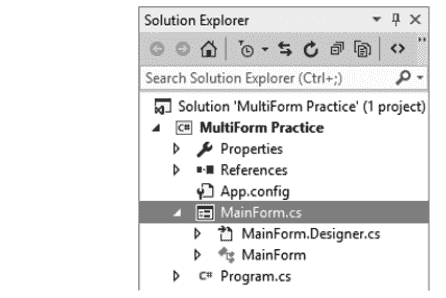 Solution Explorer
Search Solution Explorer (Ctrl+;)
Solution 'MultiForm Practice' (1 project)
C# MultiForm Practice
Properties
References
App.config
MainForm.cs
MainForm.Designer.cs
MainForm
C# Program.cs